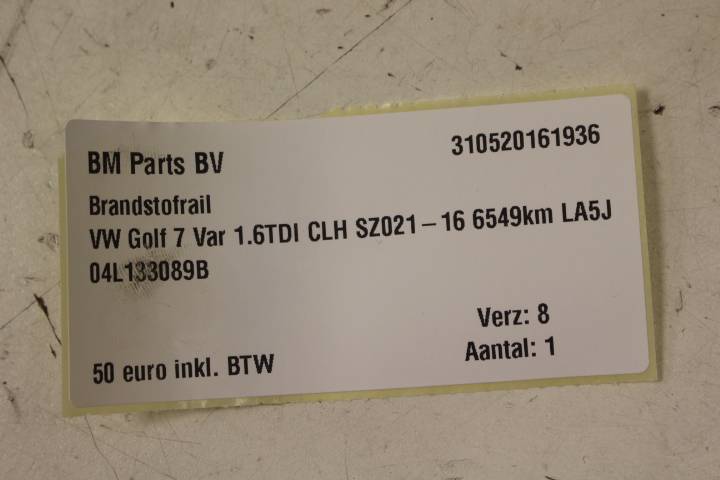 BM Parts BV 310520161936
Brandstofrail
VW Golf 7 Var 1.6TDI CLH SZ021-16 6549km LA5J
04L133089B
Verz: 8
50 euro inkl. BTW Aantal: 1